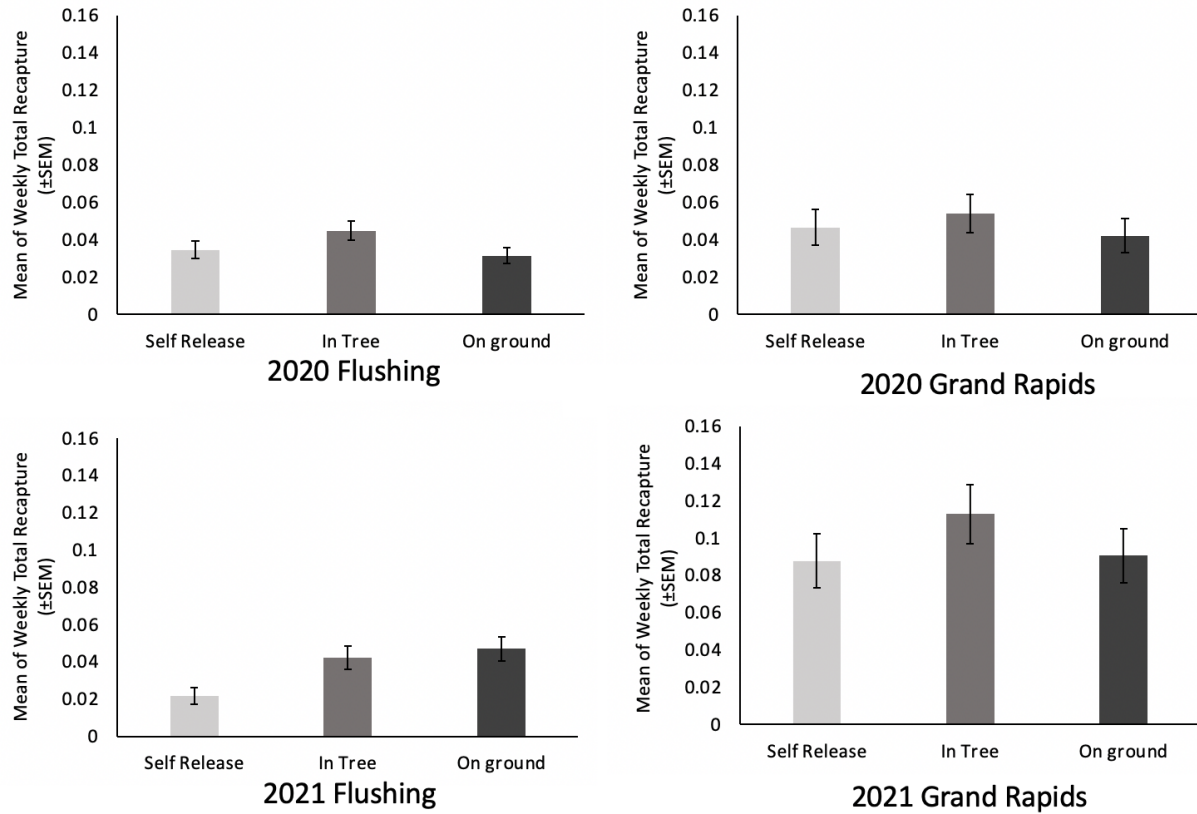 Mean of Weekly Total Recapture
(±SEM)
0.16
0.14
0.12
0.1
0.08
0.06
0.04
0.02
0
Self Release In Tree On ground
2020 Flushing
Mean of Weekly Total Recapture
(±SEM)
0.16
0.14
0.12
0.1
0.08
0.06
0.04
0.02
0
Self Release In Tree On ground
2020 Grand Rapids
Mean of Weekly Total Recapture
(±SEM)
0.16
0.14
0.12
0.1
0.08
0.06
0.04
0.02
0
Self Release In Tree On ground
2021 Flushing
Mean of Weekly Total Recapture
(±SEM)
0.16
0.14
0.12
0.1
0.08
0.06
0.04
0.02
0
Self Release In Tree On ground
2021 Grand Rapids